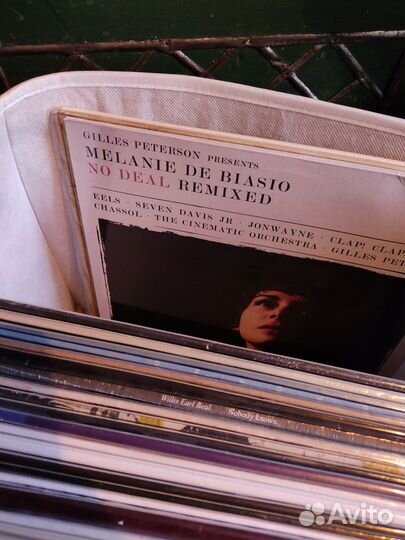 GILLES PETERSON PRESENTS
MELANIE DE BIASIO
NO DEAL REMIXED
EELS · SEVEN DAVIS JR · JONWAYNE · CLAP! CLAP
CHASSOL · THE CINEMATIC ORCHESTRA · GILLES PET
Willis Earl Beal Nobody knows.
Avito